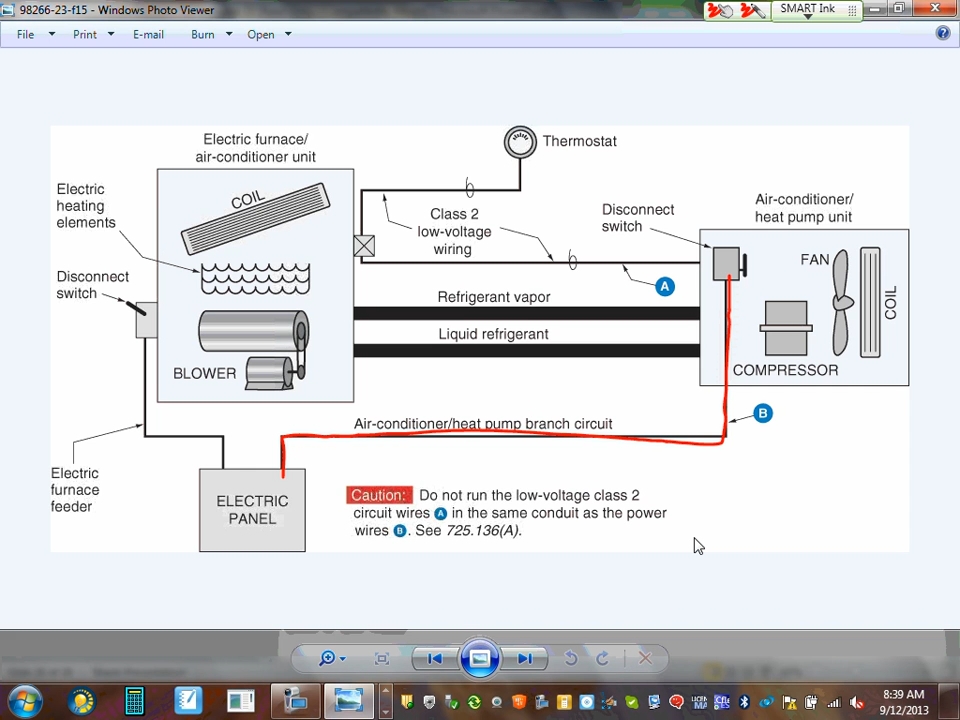 98266-23-f15 - Windows Photo Viewer
SMART Ink
File Print E-mail Burn Open
Electric furnace/
air-conditioner unit
Thermostat
Electric
heating
elements
COIL
Class 2
low-voltage
wiring
Disconnect
switch
Air-conditioner/
heat pump unit
FAN
COIL
Disconnect
switch
A
Refrigerant vapor
Liquid refrigerant
BLOWER
COMPRESSOR
Air-conditioner/heat pump branch circuit
B
Electric
furnace
feeder
ELECTRIC
PANEL
Caution: Do not run the low-voltage class 2
circuit wires A in the same conduit as the power
wires B. See 725.136(A).
8:39 AM
9/12/2013